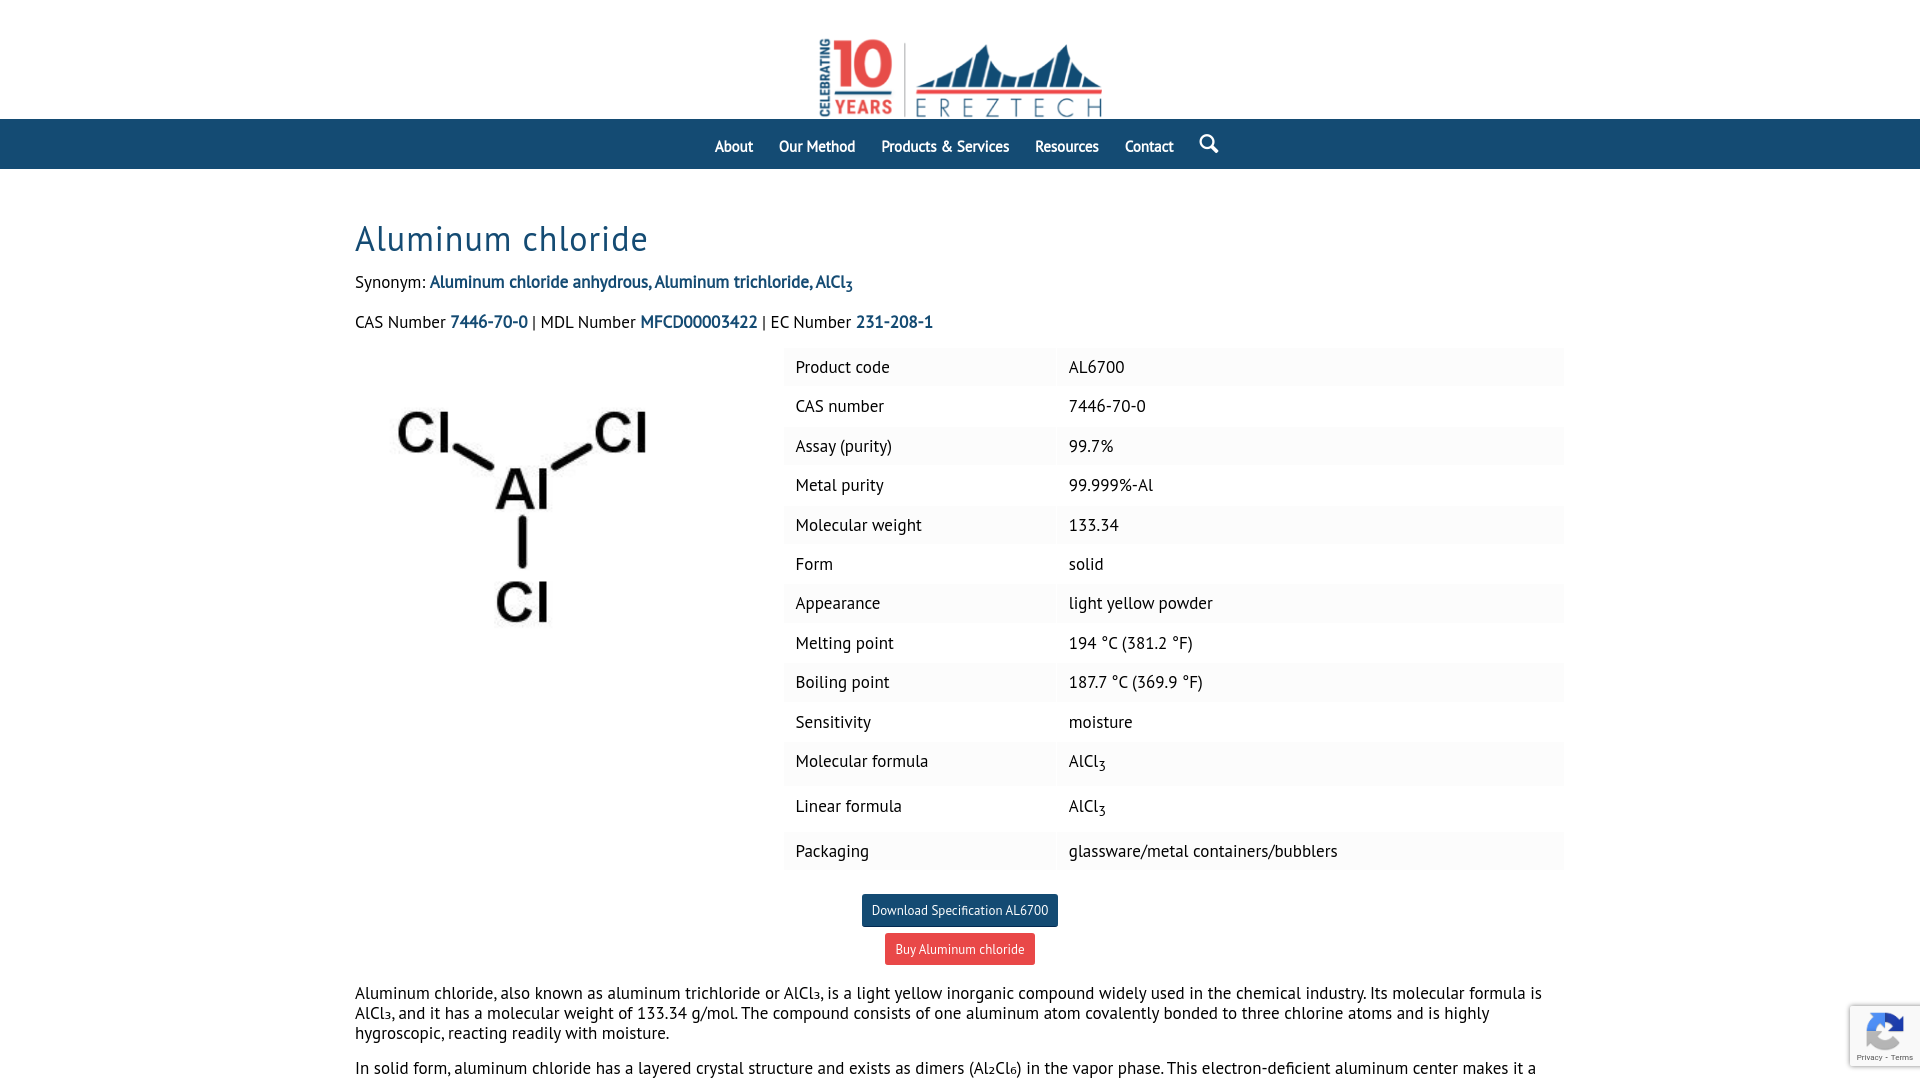 CELEBRATING 10 YEARS EREZTECH
About Our Method Products & Services Resources Contact
Aluminum chloride
Synonym: Aluminum chloride anhydrous, Aluminum trichloride, AlCl₃
CAS Number 7446-70-0 | MDL Number MFCD00003422 | EC Number 231-208-1
Cl Cl
Al
Cl
Product code AL6700
CAS number 7446-70-0
Assay (purity) 99.7%
Metal purity 99.999%-Al
Molecular weight 133.34
Form solid
Appearance light yellow powder
Melting point 194 °C (381.2 °F)
Boiling point 187.7 °C (369.9 °F)
Sensitivity moisture
Molecular formula AlCl₃
Linear formula AlCl₃
Packaging glassware/metal containers/bubblers
Download Specification AL6700
Buy Aluminum chloride
Aluminum chloride, also known as aluminum trichloride or AlCl₃, is a light yellow inorganic compound widely used in the chemical industry. Its molecular formula is
AlCl₃, and it has a molecular weight of 133.34 g/mol. The compound consists of one aluminum atom covalently bonded to three chlorine atoms and is highly
hygroscopic, reacting readily with moisture.
In solid form, aluminum chloride has a layered crystal structure and exists as dimers (Al₂Cl₆) in the vapor phase. This electron-deficient aluminum center makes it a
Privacy - Terms